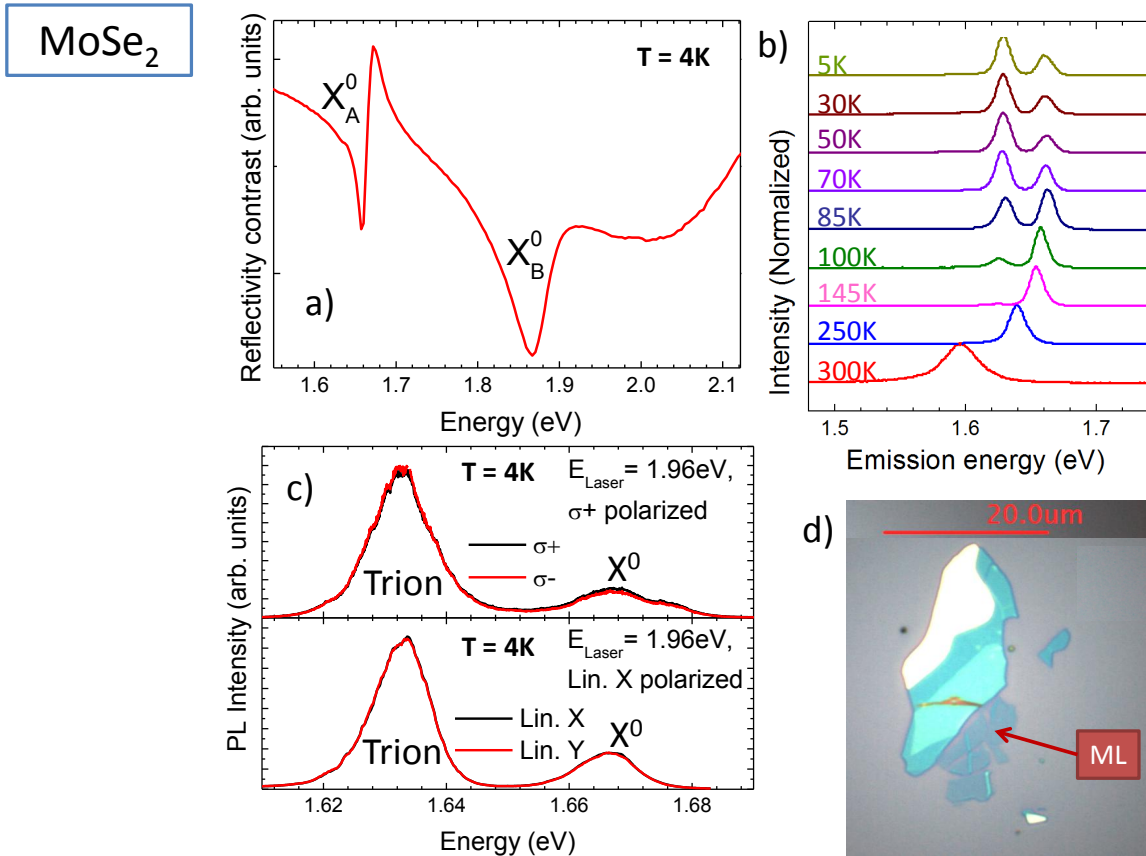 MoSe₂
a)
T = 4K
X⁰A
X⁰B
Reflectivity contrast (arb. units)
1.6 1.7 1.8 1.9 2.0 2.1
Energy (eV)
b)
5K
30K
50K
70K
85K
100K
145K
250K
300K
Intensity (Normalized)
1.5 1.6 1.7
Emission energy (eV)
c)
T = 4K
E_Laser = 1.96eV,
σ+ polarized
σ+
σ-
Trion
X⁰
T = 4K
E_Laser = 1.96eV,
Lin. X polarized
Lin. X
Lin. Y
Trion
X⁰
PL Intensity (arb. units)
1.62 1.64 1.66 1.68
Energy (eV)
d)
20.0um
ML